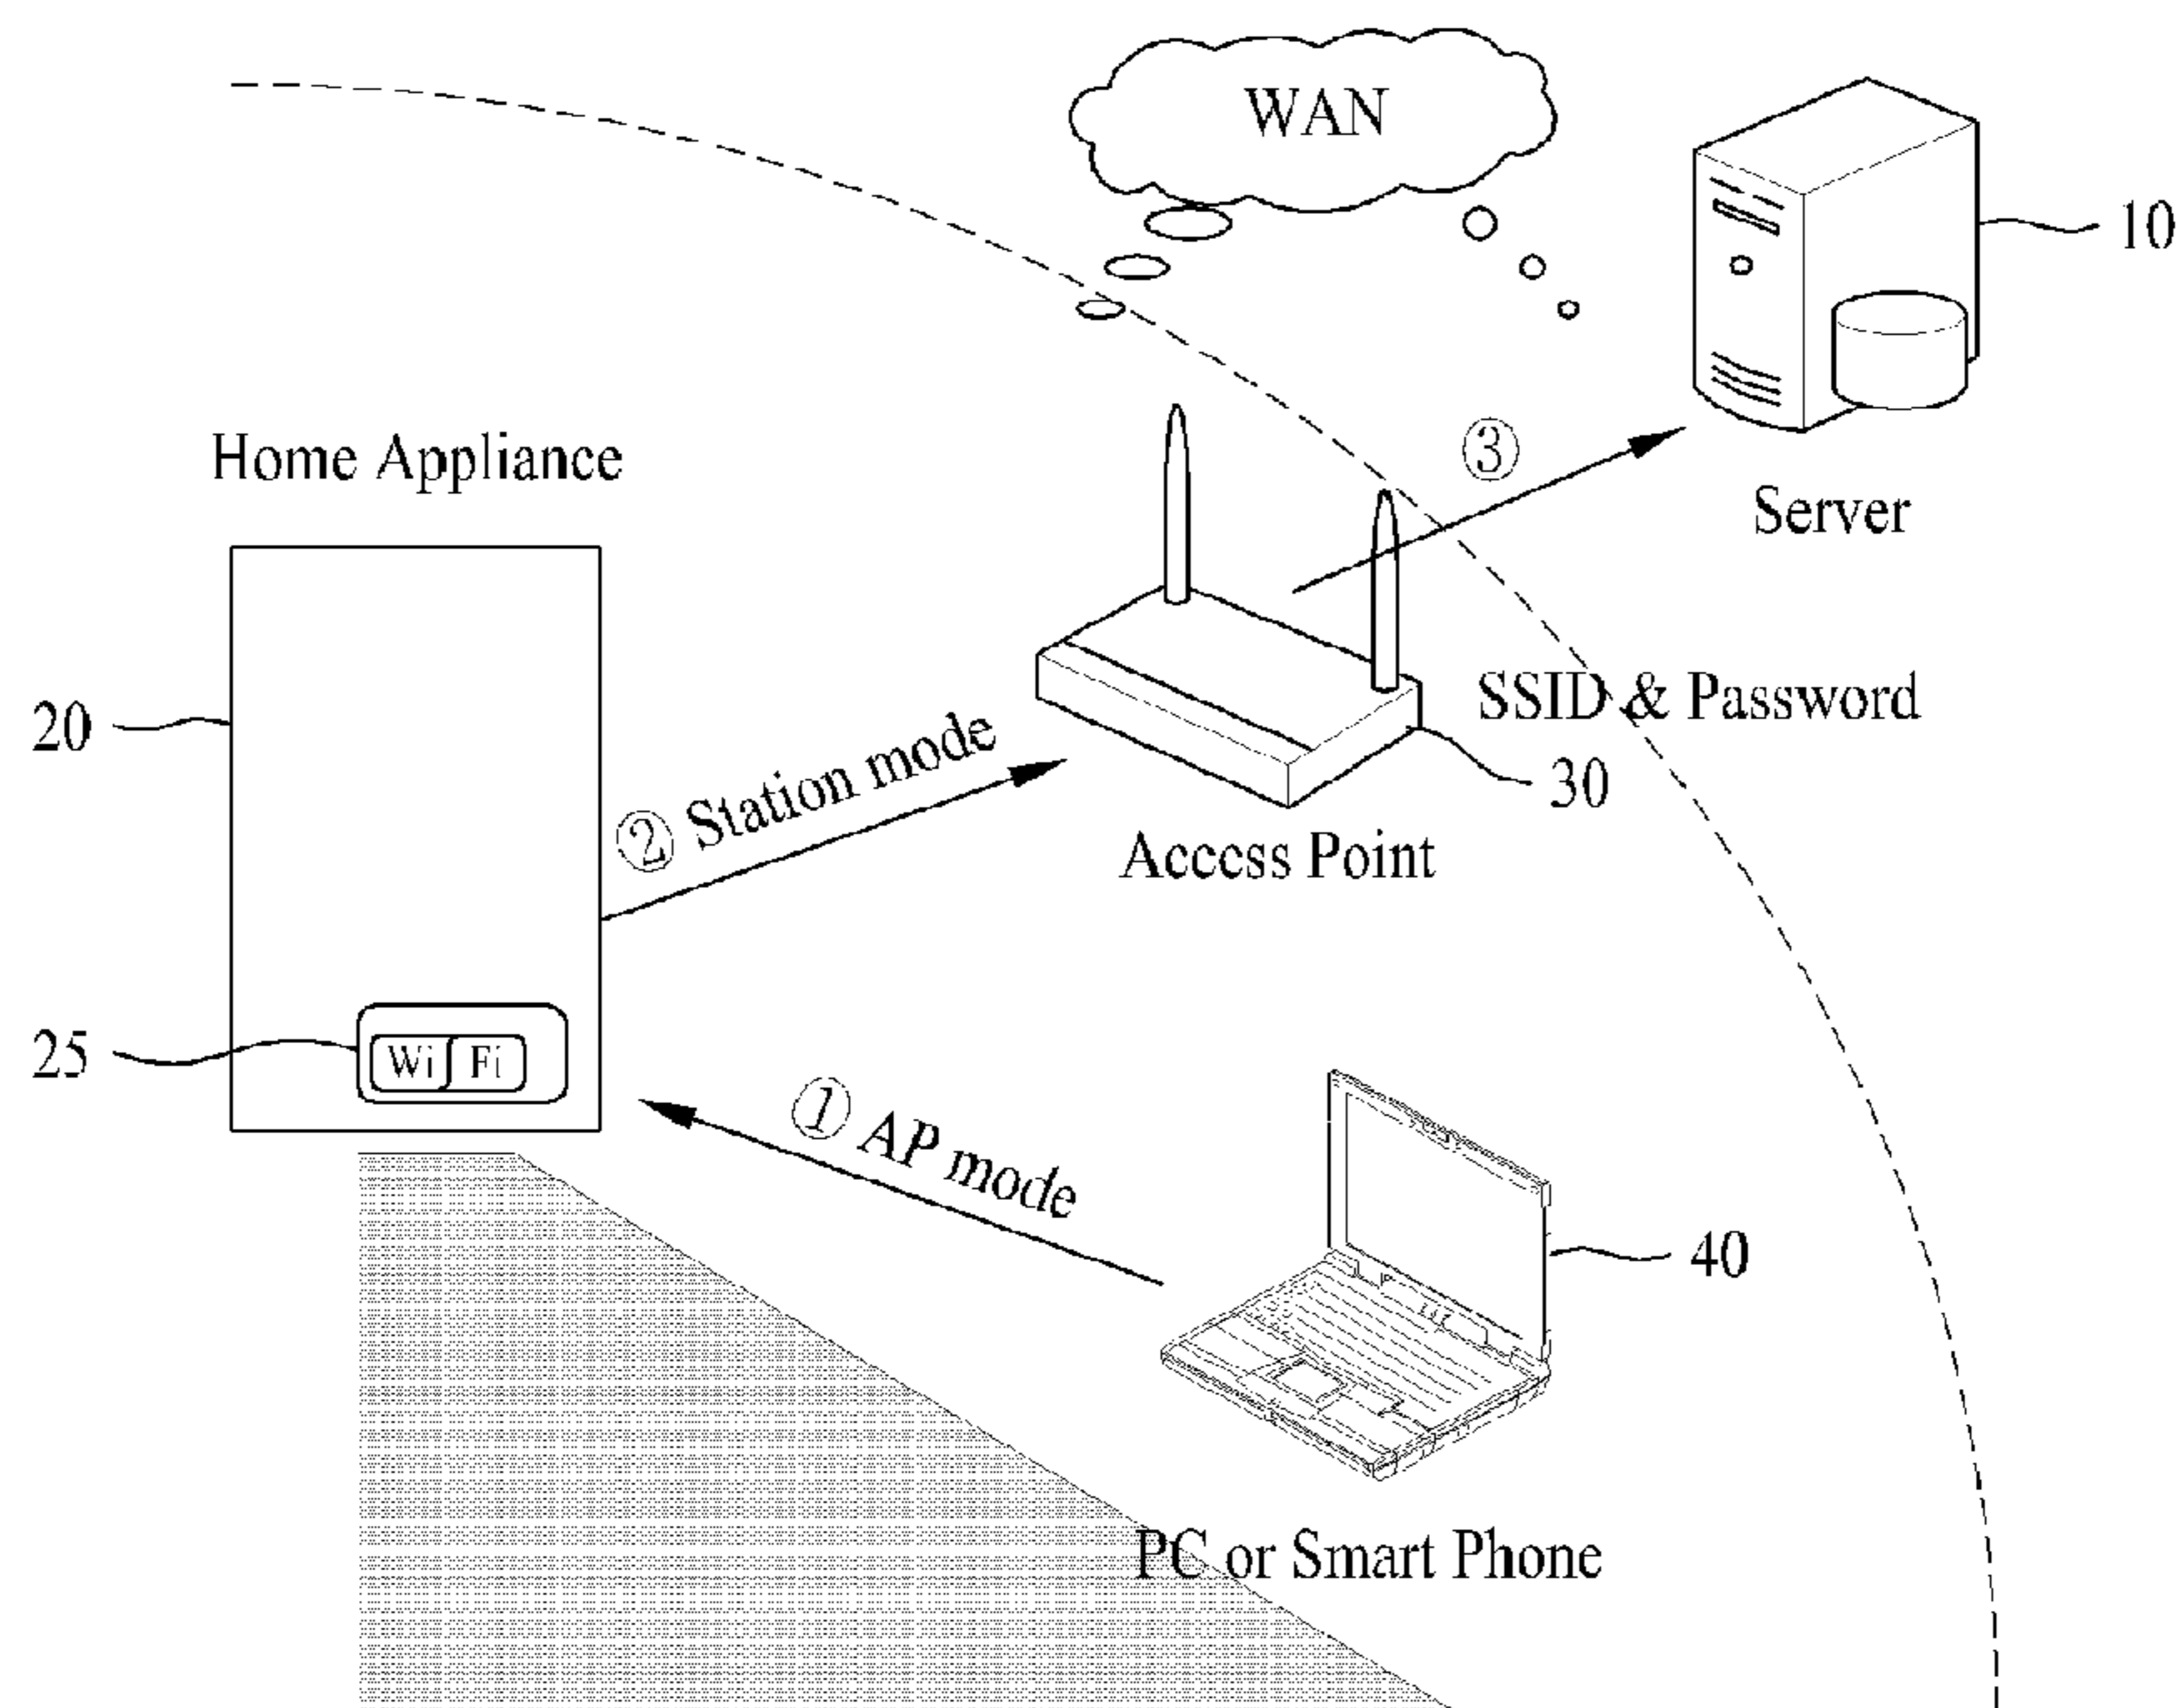 WAN
10
Home Appliance
③
Server
20
SSID & Password
② Station mode
30
Access Point
25
Wi Fi
① AP mode
40
PC or Smart Phone